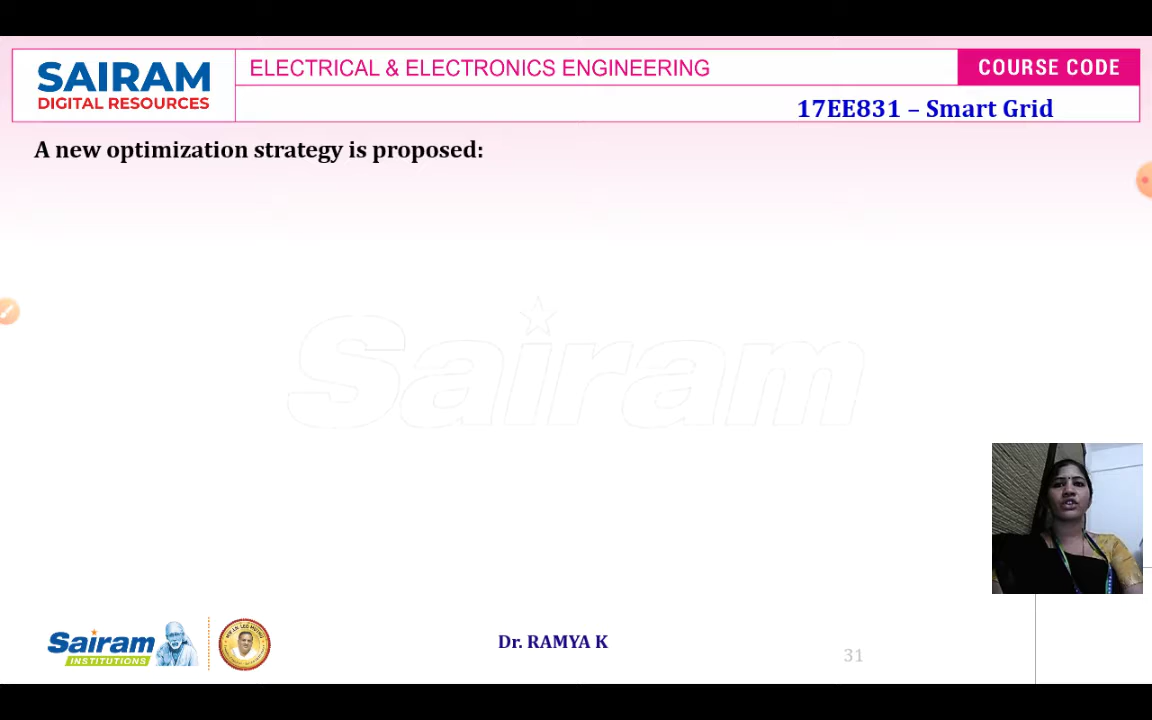 SAIRAM
DIGITAL RESOURCES
ELECTRICAL & ELECTRONICS ENGINEERING
COURSE CODE
17EE831 – Smart Grid
A new optimization strategy is proposed:
Sairam
Sairam
INSTITUTIONS
Dr. RAMYA K
31